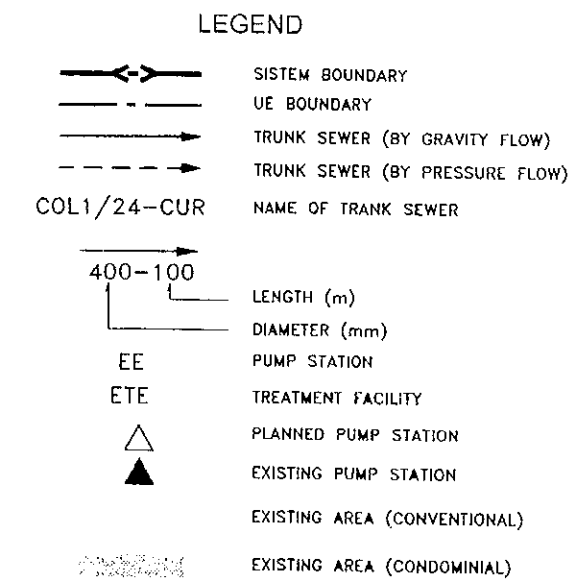 LEGEND
SISTEM BOUNDARY
UE BOUNDARY
TRUNK SEWER (BY GRAVITY FLOW)
TRUNK SEWER (BY PRESSURE FLOW)
COL1/24-CUR NAME OF TRANK SEWER
400-100
LENGTH (m)
DIAMETER (mm)
EE PUMP STATION
ETE TREATMENT FACILITY
PLANNED PUMP STATION
EXISTING PUMP STATION
EXISTING AREA (CONVENTIONAL)
EXISTING AREA (CONDOMINIAL)